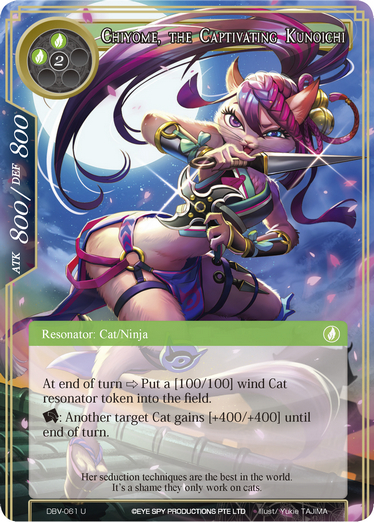 Chiyome, the Captivating Kunoichi
2
ATK 800/ DEF 800
Resonator: Cat/Ninja
At end of turn ⇨ Put a [100/100] wind Cat
resonator token into the field.
: Another target Cat gains [+400/+400] until
end of turn.
Her seduction techniques are the best in the world.
It's a shame they only work on cats.
DBV-061 U ©EYE SPY PRODUCTIONS PTE LTD Illust/ Yukie TAJIMA